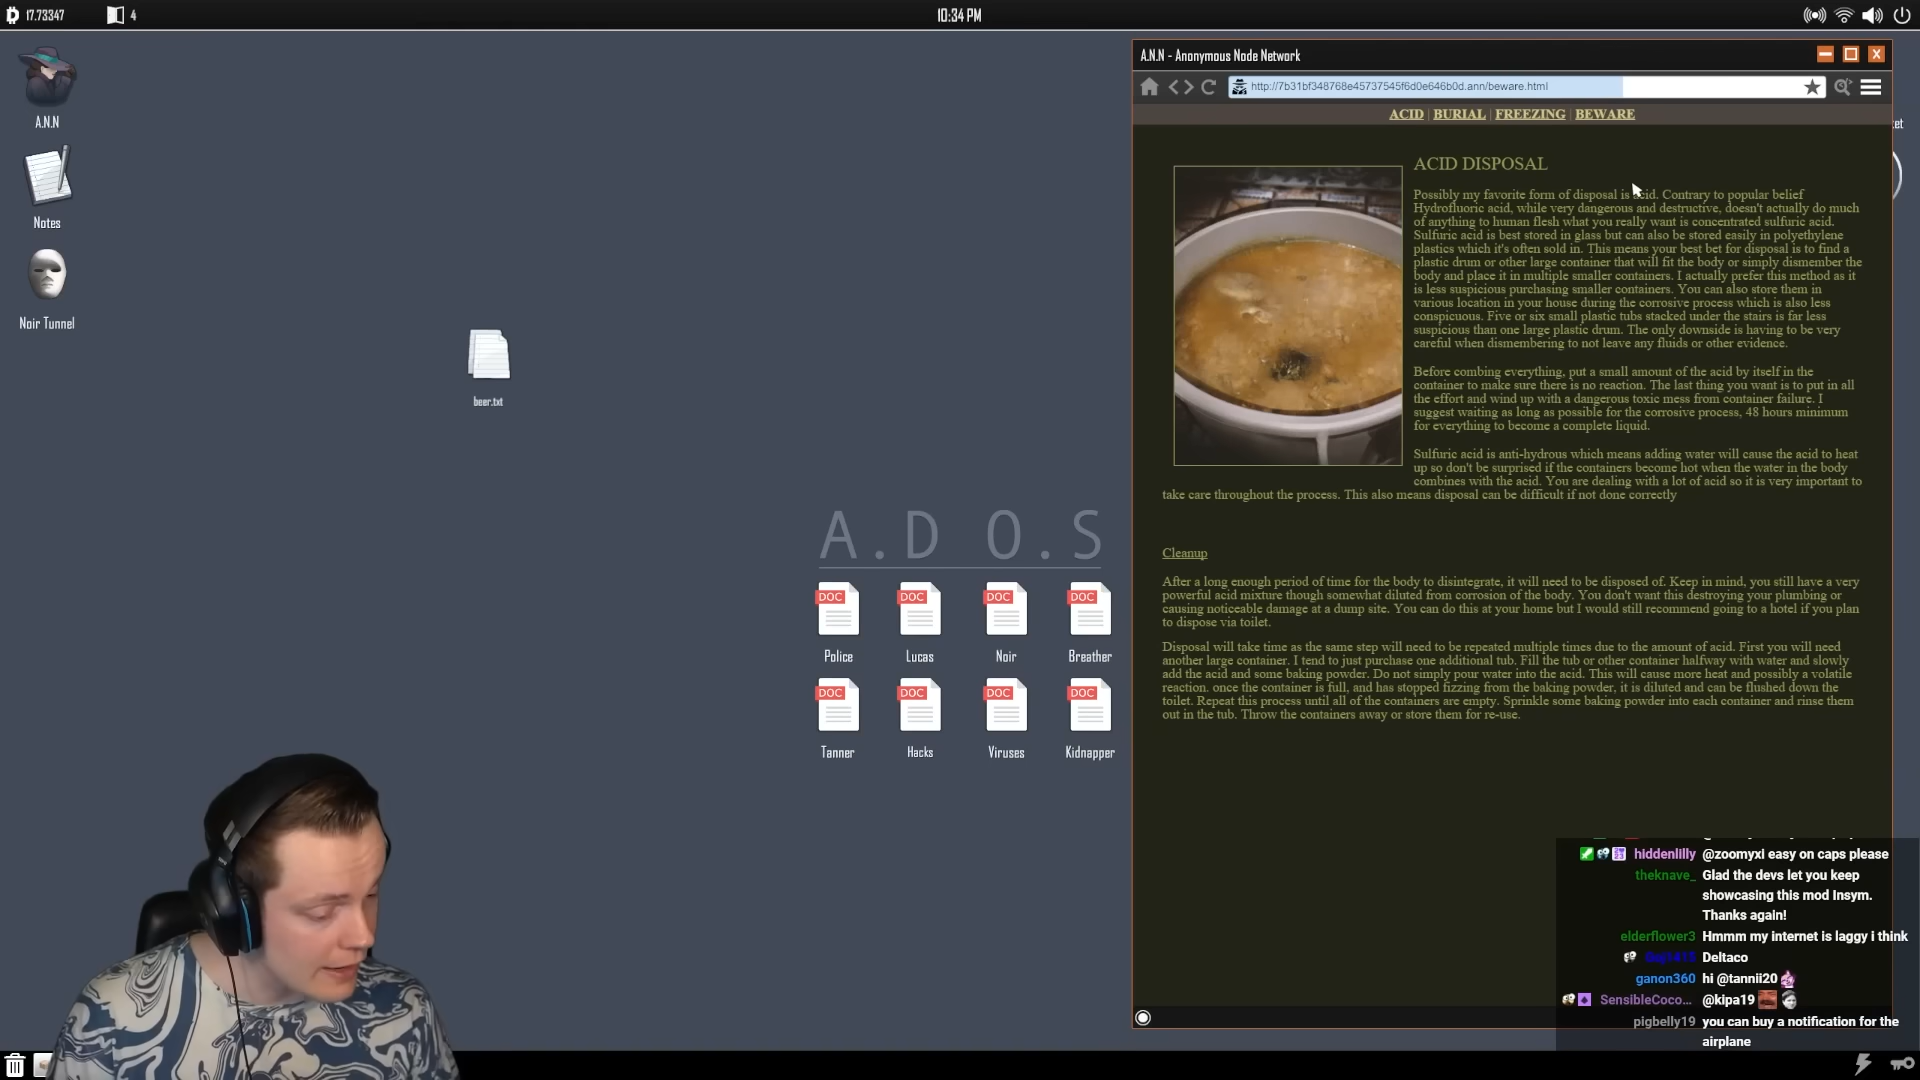 17.73347
4
10:34 PM
A.N.N
Notes
Noir Tunnel
beer.txt
A.D O.S
DOC DOC DOC DOC
Police Lucas Noir Breather
DOC DOC DOC DOC
Tanner Hacks Viruses Kidnapper
A.N.N - Anonymous Node Network
http://7b31bf348768e45737545f6d0e646b0d.ann/beware.html
ACID | BURIAL | FREEZING | BEWARE
ACID DISPOSAL
Possibly my favorite form of disposal is acid. Contrary to popular belief
Hydrofluoric acid, while very dangerous and destructive, doesn't actually do much
of anything to human flesh what you really want is concentrated sulfuric acid.
Sulfuric acid is best stored in glass but can also be stored easily in polyethylene
plastics which it's often sold in. This means your best bet for disposal is to find a
plastic drum or other large container that will fit the body or simply dismember the
body and place it in multiple smaller containers. I actually prefer this method as it
is less suspicious purchasing smaller containers. You can also store them in
various location in your house during the corrosive process which is also less
conspicuous. Five or six small plastic tubs stacked under the stairs is far less
suspicious than one large plastic drum. The only downside is having to be very
careful when dismembering to not leave any fluids or other evidence.
Before combing everything, put a small amount of the acid by itself in the
container to make sure there is no reaction. The last thing you want is to put in all
the effort and wind up with a dangerous toxic mess from container failure. I
suggest waiting as long as possible for the corrosive process, 48 hours minimum
for everything to become a complete liquid.
Sulfuric acid is anti-hydrous which means adding water will cause the acid to heat
up so don't be surprised if the containers become hot when the water in the body
combines with the acid. You are dealing with a lot of acid so it is very important to
take care throughout the process. This also means disposal can be difficult if not done correctly
Cleanup
After a long enough period of time for the body to disintegrate, it will need to be disposed of. Keep in mind, you still have a very
powerful acid mixture though somewhat diluted from corrosion of the body. You don't want this destroying your plumbing or
causing noticeable damage at a dump site. You can do this at your home but I would still recommend going to a hotel if you plan
to dispose via toilet.
Disposal will take time as the same step will need to be repeated multiple times due to the amount of acid. First you will need
another large container. I tend to just purchase one additional tub. Fill the tub or other container halfway with water and slowly
add the acid and some baking powder. Do not simply pour water into the acid. This will cause more heat and possibly a volatile
reaction. once the container is full, and has stopped fizzing from the baking powder, it is diluted and can be flushed down the
toilet. Repeat this process until all of the containers are empty. Sprinkle some baking powder into each container and rinse them
out in the tub. Throw the containers away or store them for re-use.
et
hiddenlilly @zoomyxi easy on caps please
theknave_ Glad the devs let you keep
showcasing this mod Insym.
Thanks again!
elderflower3 Hmmm my internet is laggy i think
Deltaco
ganon360 hi @tannii20
SensibleCoco... @kipa19
pigbelly19 you can buy a notification for the
airplane